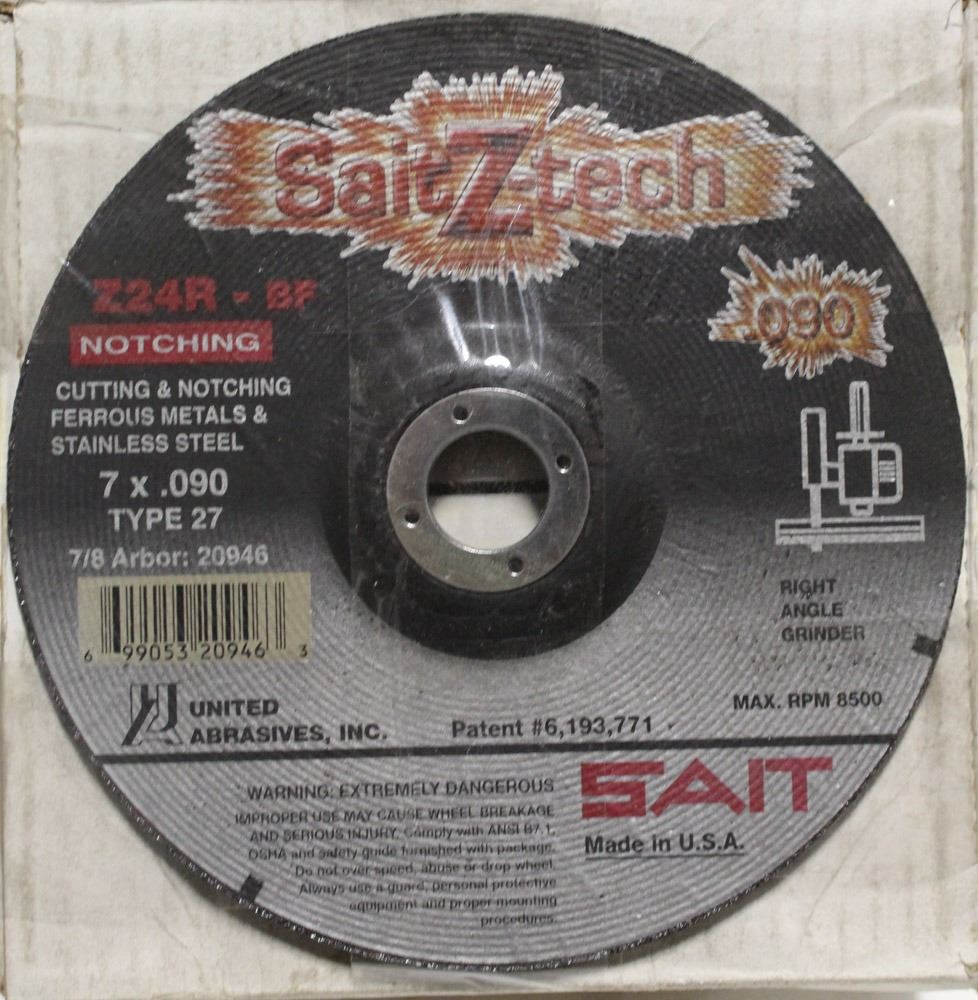 SaitZ-tech
Z24R - BF
.090
NOTCHING
CUTTING & NOTCHING
FERROUS METALS &
STAINLESS STEEL
7 x .090
TYPE 27
7/8 Arbor: 20946
6 99053 20946 3
RIGHT
ANGLE
GRINDER
MAX. RPM 8500
UNITED
ABRASIVES, INC.
Patent #6,193,771
SAIT
Made in U.S.A.
WARNING: EXTREMELY DANGEROUS
IMPROPER USE MAY CAUSE WHEEL BREAKAGE
AND SERIOUS INJURY. Comply with ANSI B7.1,
OSHA and safety guide furnished with package.
Do not over speed, abuse or drop wheel.
Always use a guard, personal protective
equipment and proper mounting
procedures.